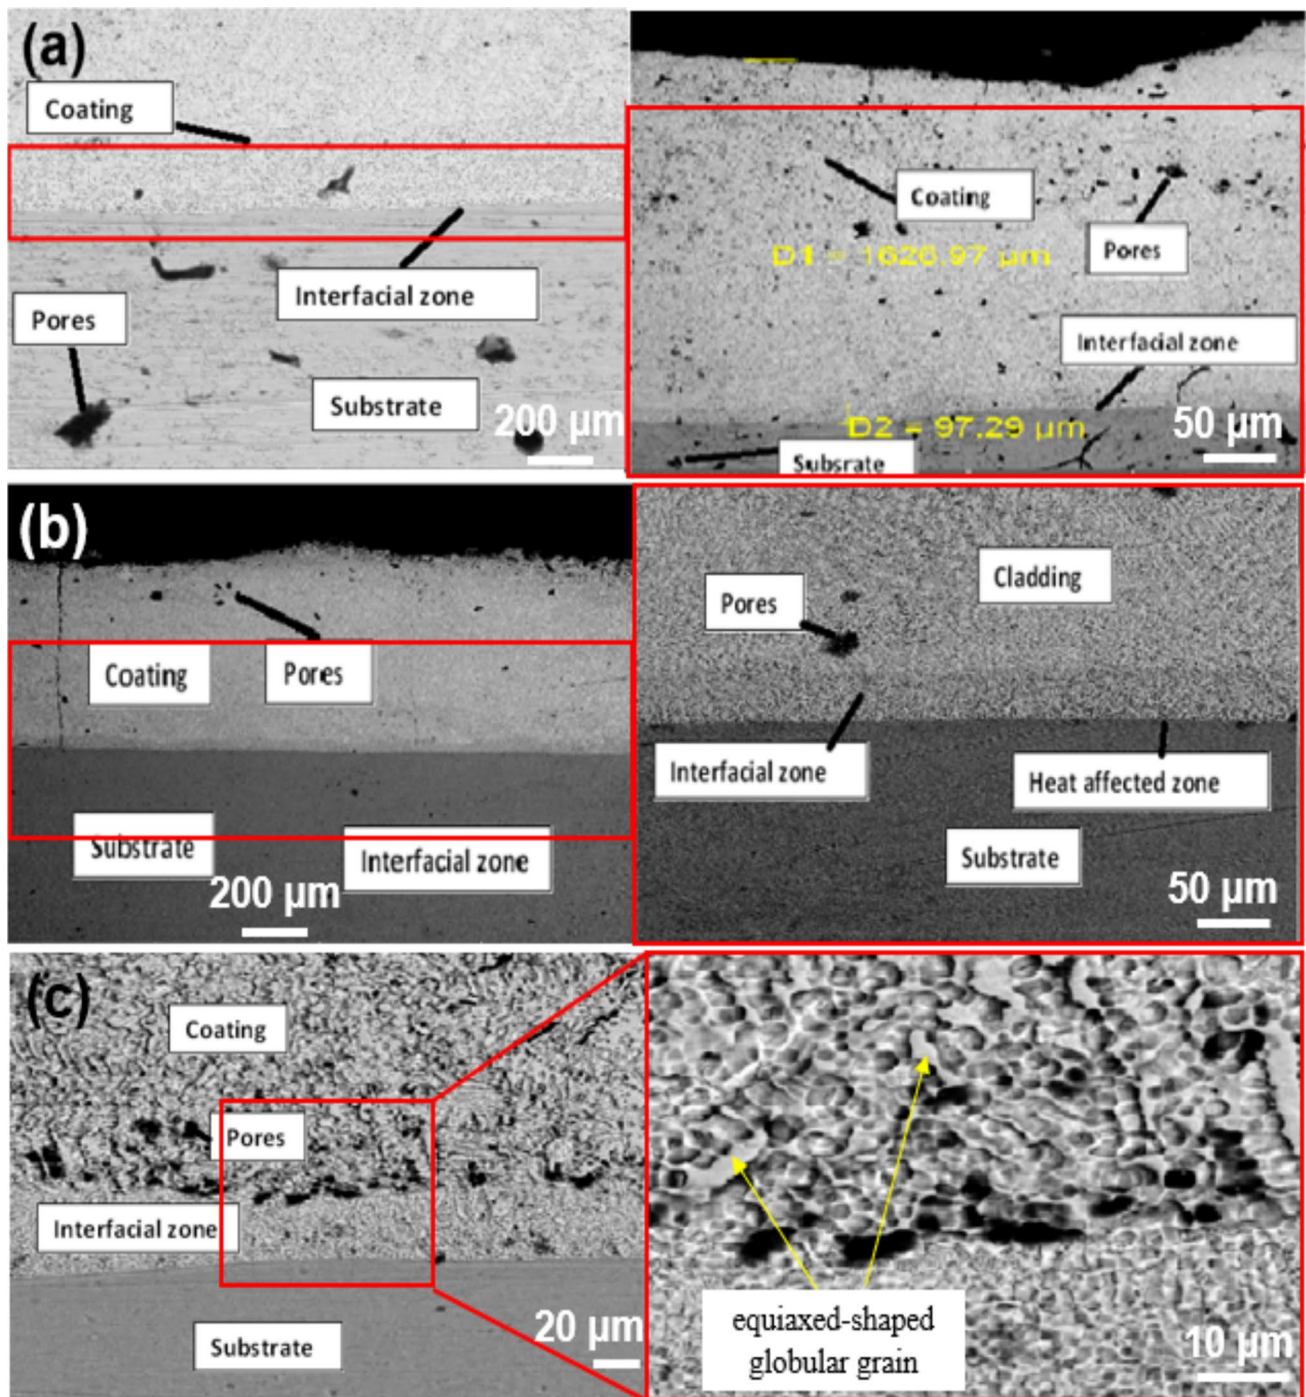 (a)
Coating
Interfacial zone
Pores
Substrate
200 μm
Coating
Pores
D1 = 1626.97 μm
Interfacial zone
D2 = 97.29 μm
50 μm
Subsrate
(b)
Coating
Pores
Substrate
Interfacial zone
200 μm
Cladding
Pores
Interfacial zone
Heat affected zone
Substrate
50 μm
(c)
Coating
Pores
Interfacial zone
20 μm
Substrate
equiaxed-shaped
globular grain
10 μm